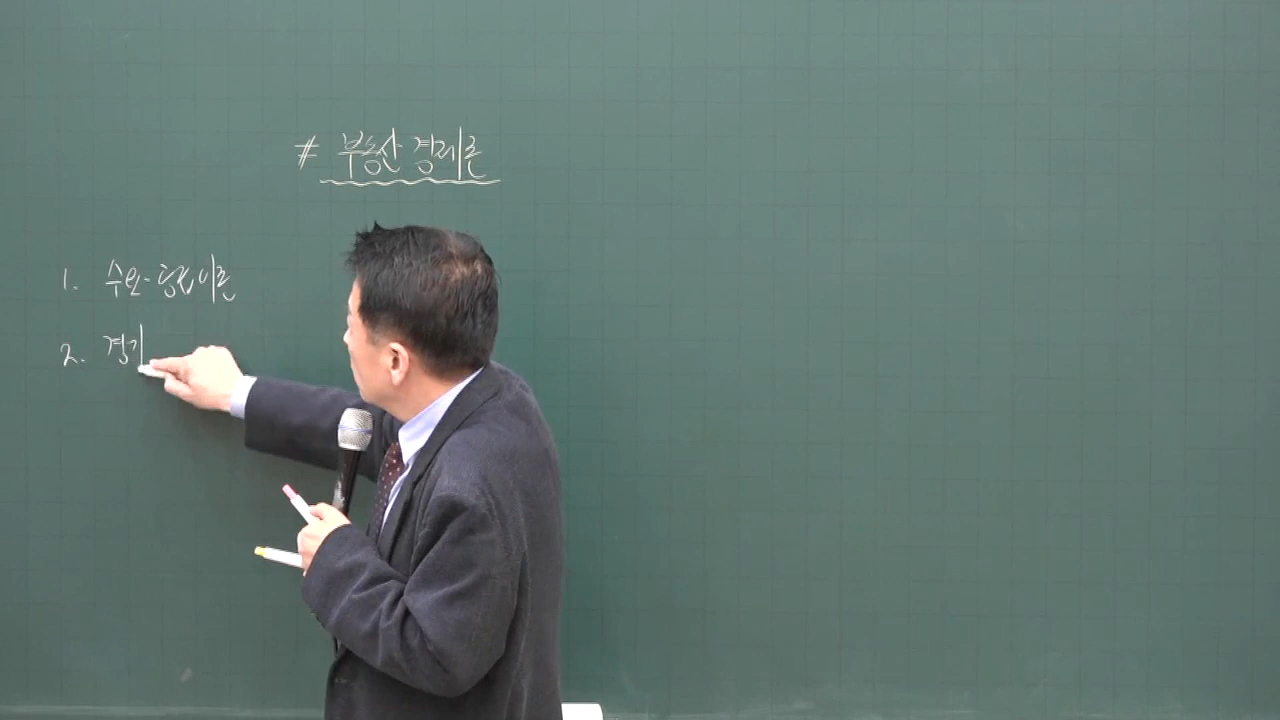 # 부동산 경제론
1. 수요·공급이론
2. 경기